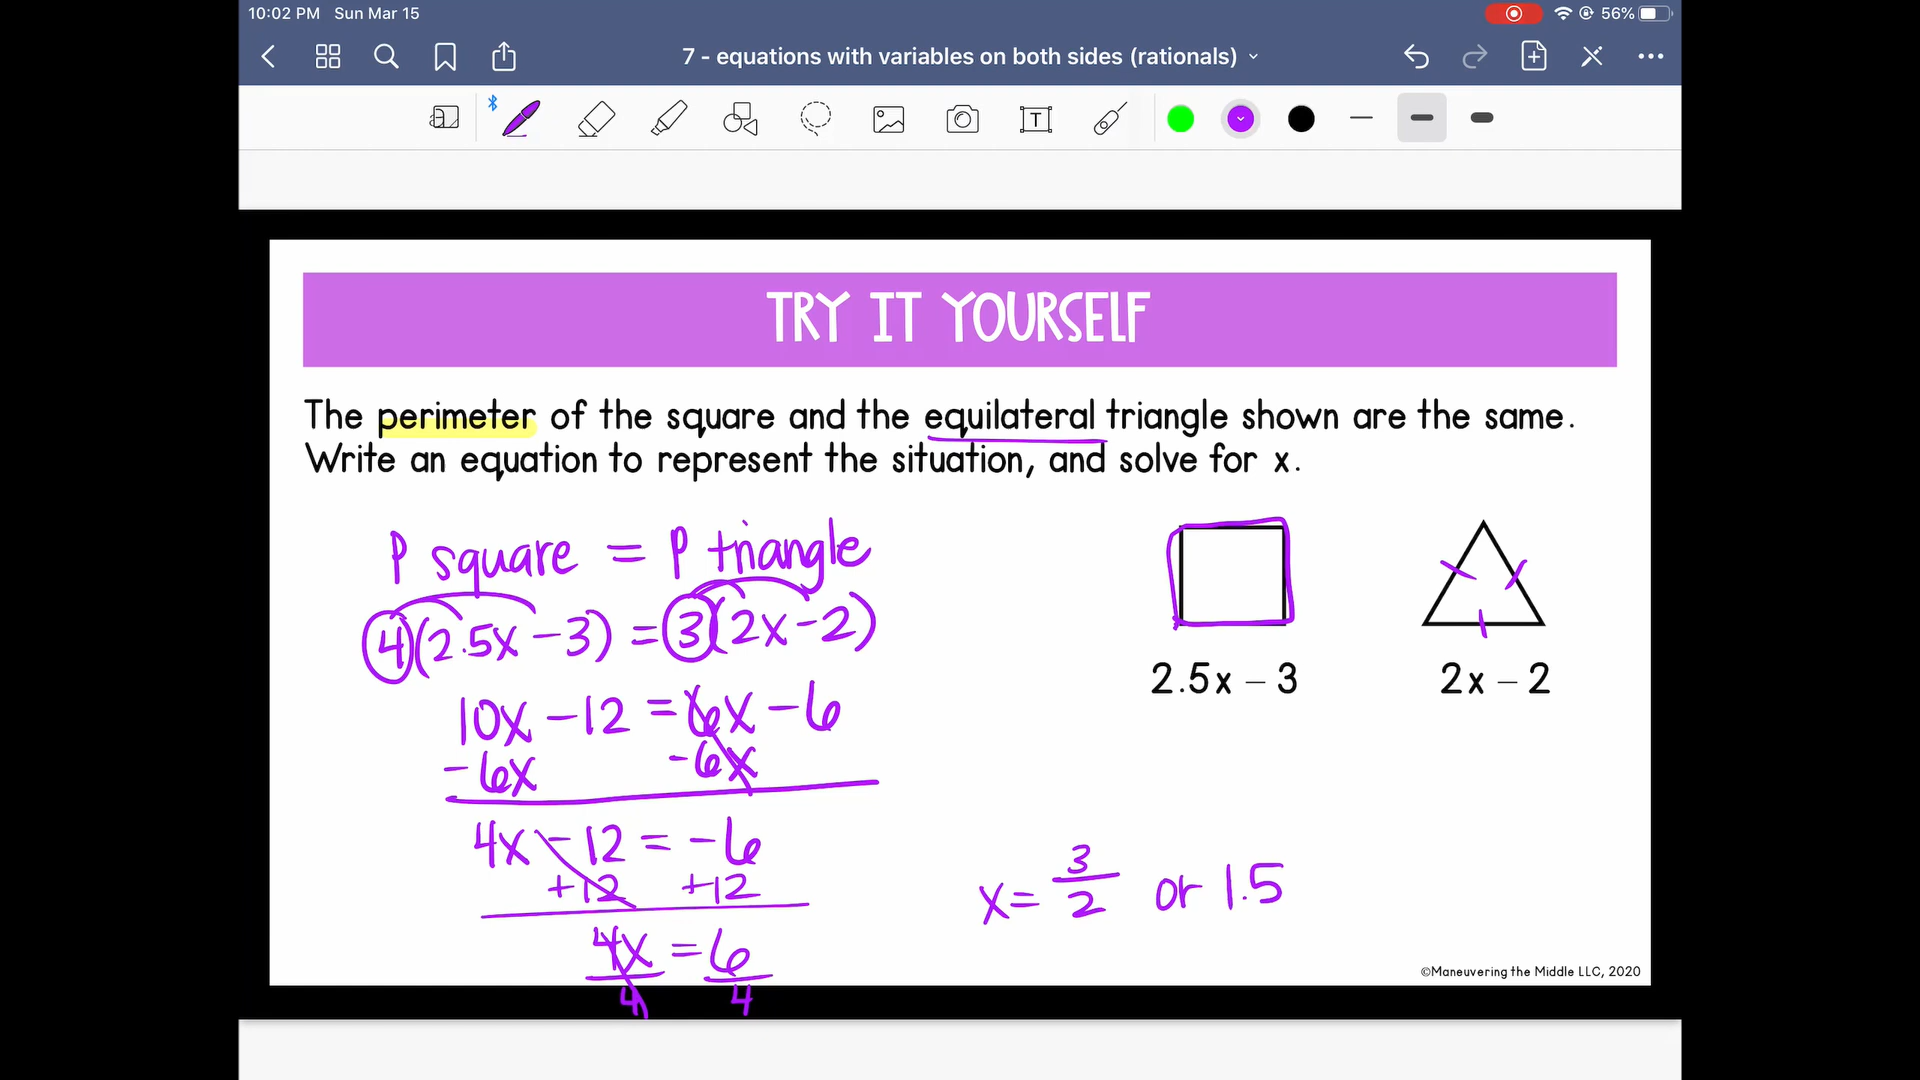 10:02 PM Sun Mar 15
56%
7 - equations with variables on both sides (rationals)
T
TRY IT YOURSELF
The perimeter of the square and the equilateral triangle shown are the same.
Write an equation to represent the situation, and solve for x.
P square = P triangle
4(2.5x - 3) = 3(2x - 2)
10x - 12 = 6x - 6
-6x -6x
4x - 12 = -6
+12 +12
4x = 6
4 4
2.5x – 3
2x – 2
x = 3/2 or 1.5
©Maneuvering the Middle LLC, 2020